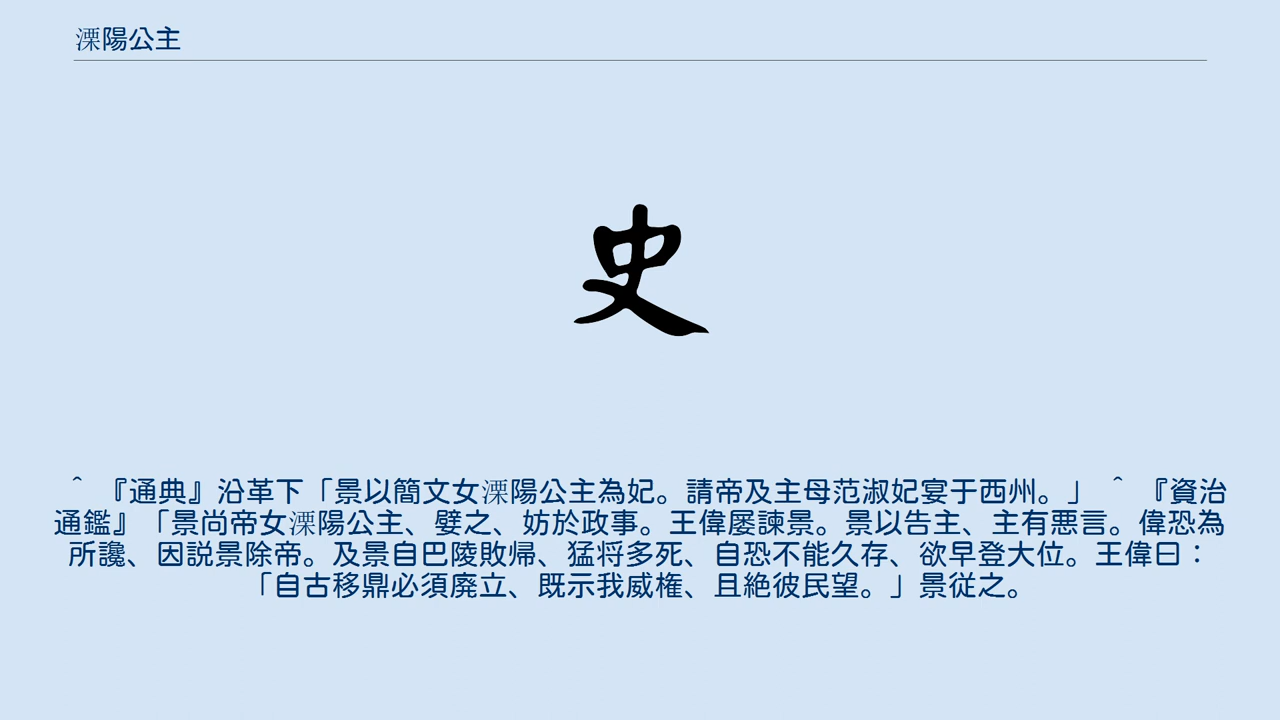 溧陽公主
史
^ 『通典』沿革下「景以簡文女溧陽公主為妃。請帝及主母范淑妃宴于西州。」 ^ 『資治
通鑑』「景尚帝女溧陽公主、嬖之、妨於政事。王偉屡諫景。景以告主、主有悪言。偉恐為
所讒、因説景除帝。及景自巴陵敗帰、猛将多死、自恐不能久存、欲早登大位。王偉曰：
「自古移鼎必須廃立、既示我威権、且絶彼民望。」景従之。